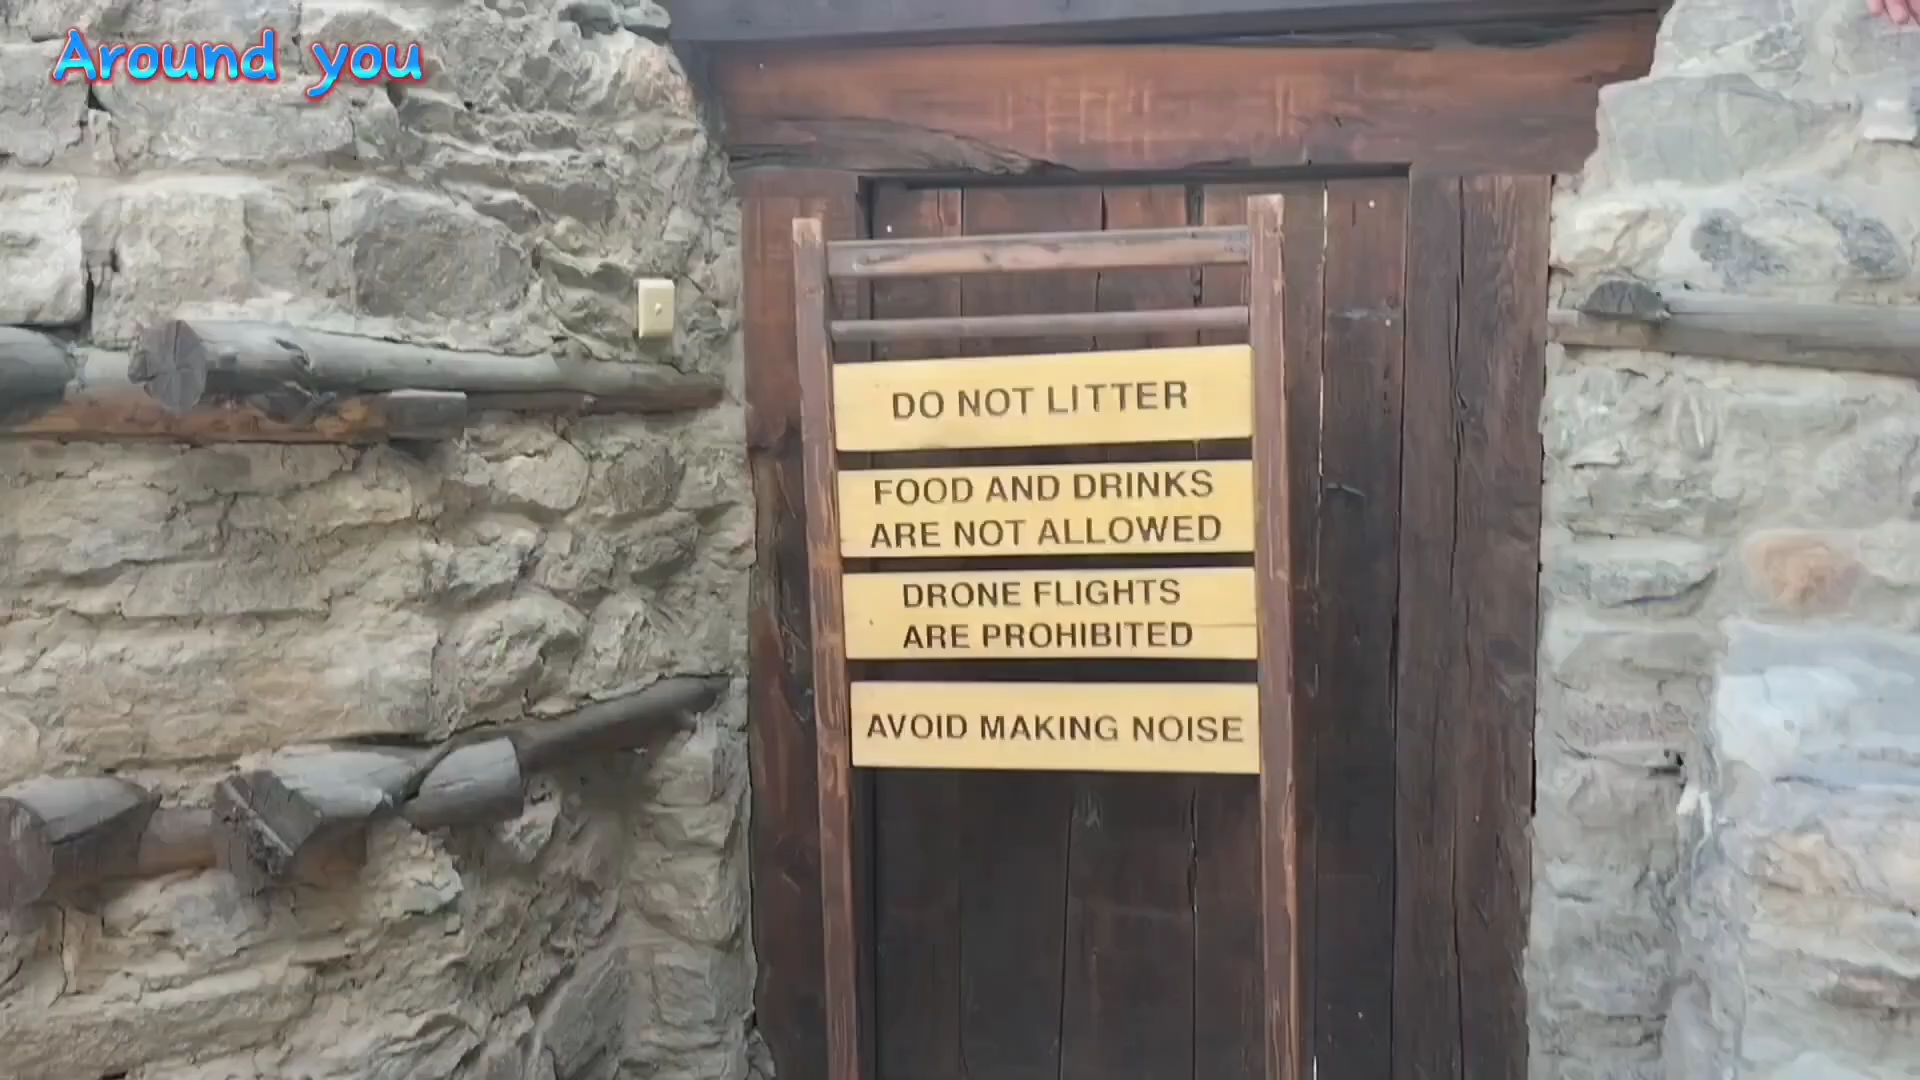 Around you
DO NOT LITTER
FOOD AND DRINKS
ARE NOT ALLOWED
DRONE FLIGHTS
ARE PROHIBITED
AVOID MAKING NOISE